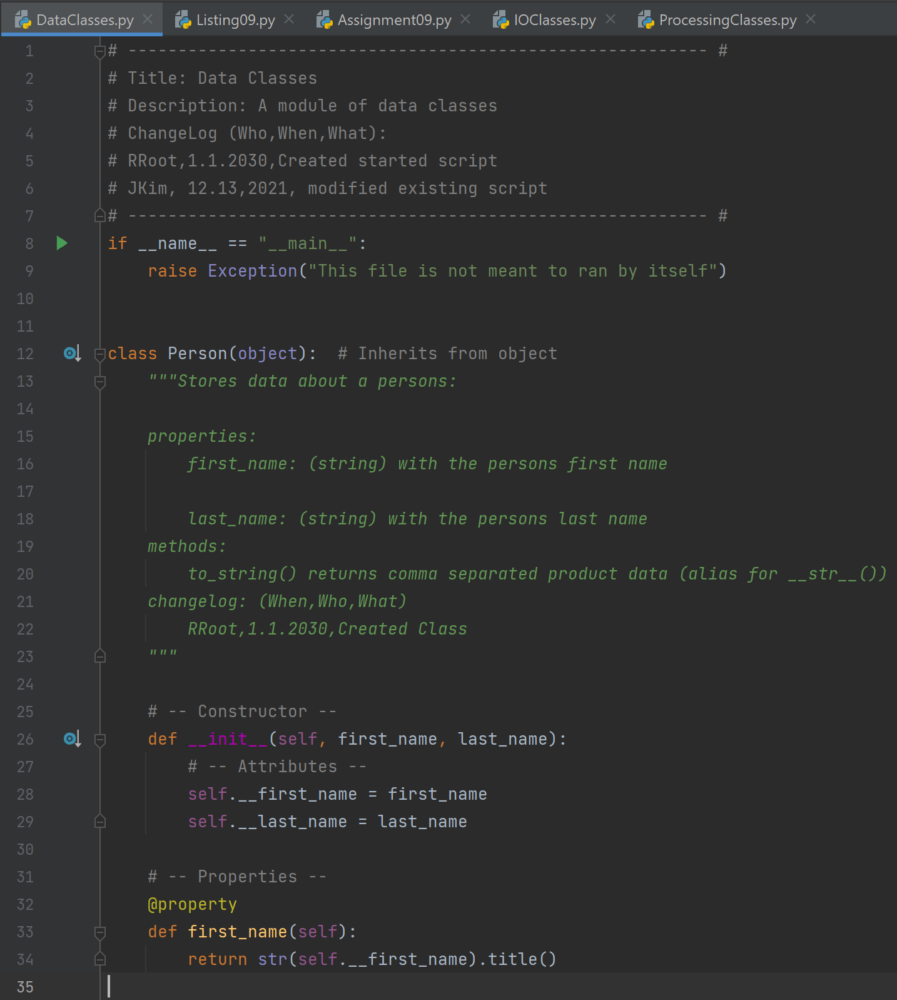 DataClasses.py Listing09.py Assignment09.py IOClasses.py ProcessingClasses.py
1 # ---------------------------------------------------------- #
2 # Title: Data Classes
3 # Description: A module of data classes
4 # ChangeLog (Who,When,What):
5 # RRoot,1.1.2030,Created started script
6 # JKim, 12.13,2021, modified existing script
7 # ---------------------------------------------------------- #
8 if __name__ == "__main__":
9     raise Exception("This file is not meant to ran by itself")
10
11
12 class Person(object):  # Inherits from object
13     """Stores data about a persons:
14
15     properties:
16         first_name: (string) with the persons first name
17
18         last_name: (string) with the persons last name
19     methods:
20         to_string() returns comma separated product data (alias for __str__())
21     changelog: (When,Who,What)
22         RRoot,1.1.2030,Created Class
23     """
24
25     # -- Constructor --
26     def __init__(self, first_name, last_name):
27         # -- Attributes --
28         self.__first_name = first_name
29         self.__last_name = last_name
30
31     # -- Properties --
32     @property
33     def first_name(self):
34         return str(self.__first_name).title()
35